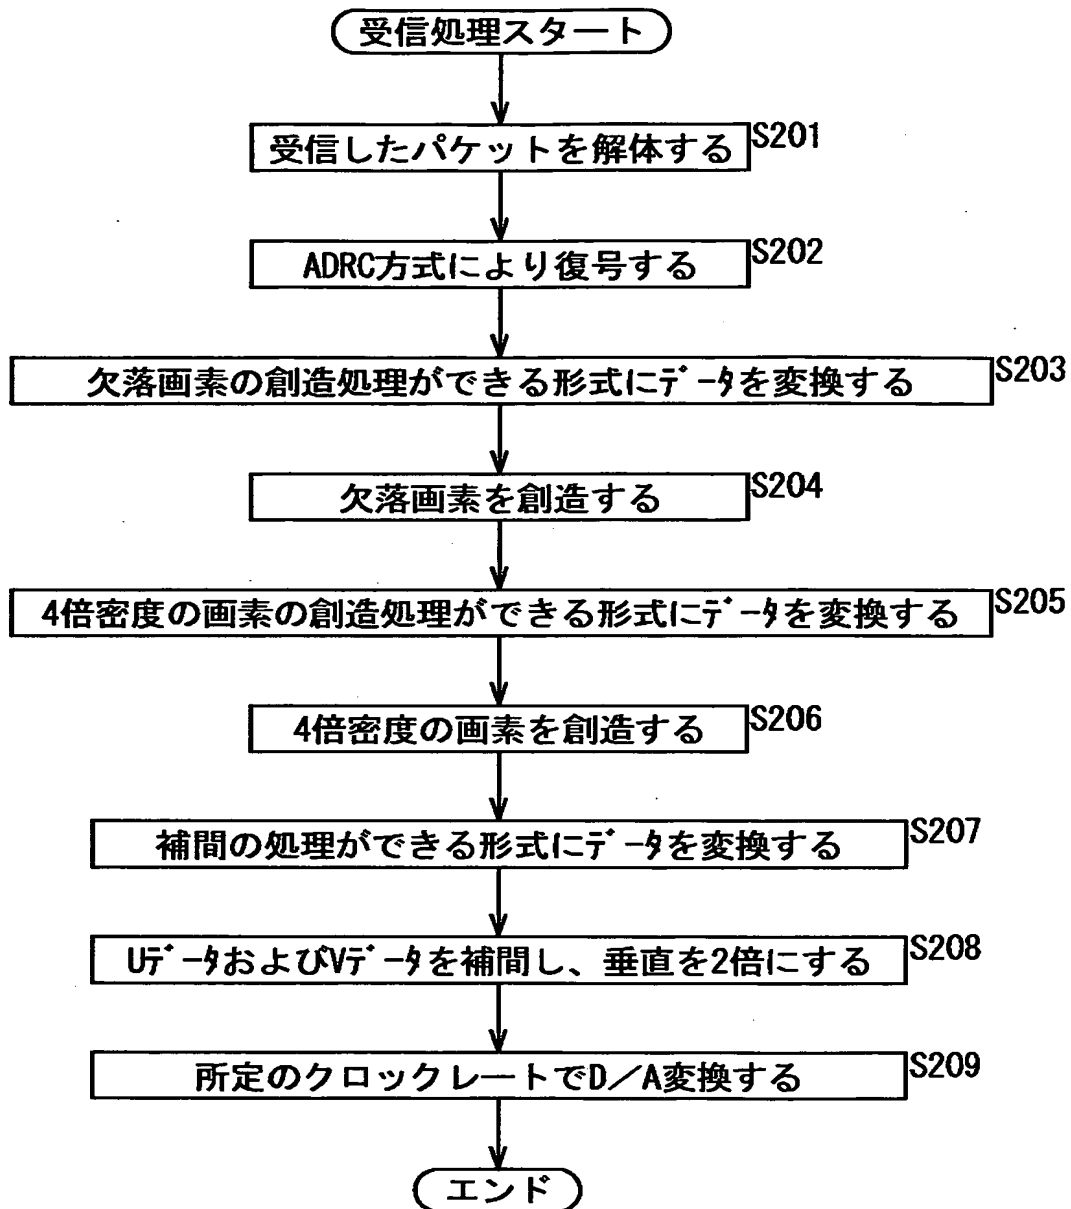 受信処理スタート
受信したパケットを解体する
S201
ADRC方式により復号する
S202
欠落画素の創造処理ができる形式にﾃﾞｰﾀを変換する
S203
欠落画素を創造する
S204
4倍密度の画素の創造処理ができる形式にﾃﾞｰﾀを変換する
S205
4倍密度の画素を創造する
S206
補間の処理ができる形式にﾃﾞｰﾀを変換する
S207
UﾃﾞｰﾀおよびVﾃﾞｰﾀを補間し、垂直を2倍にする
S208
所定のクロックレートでD／A変換する
S209
エンド